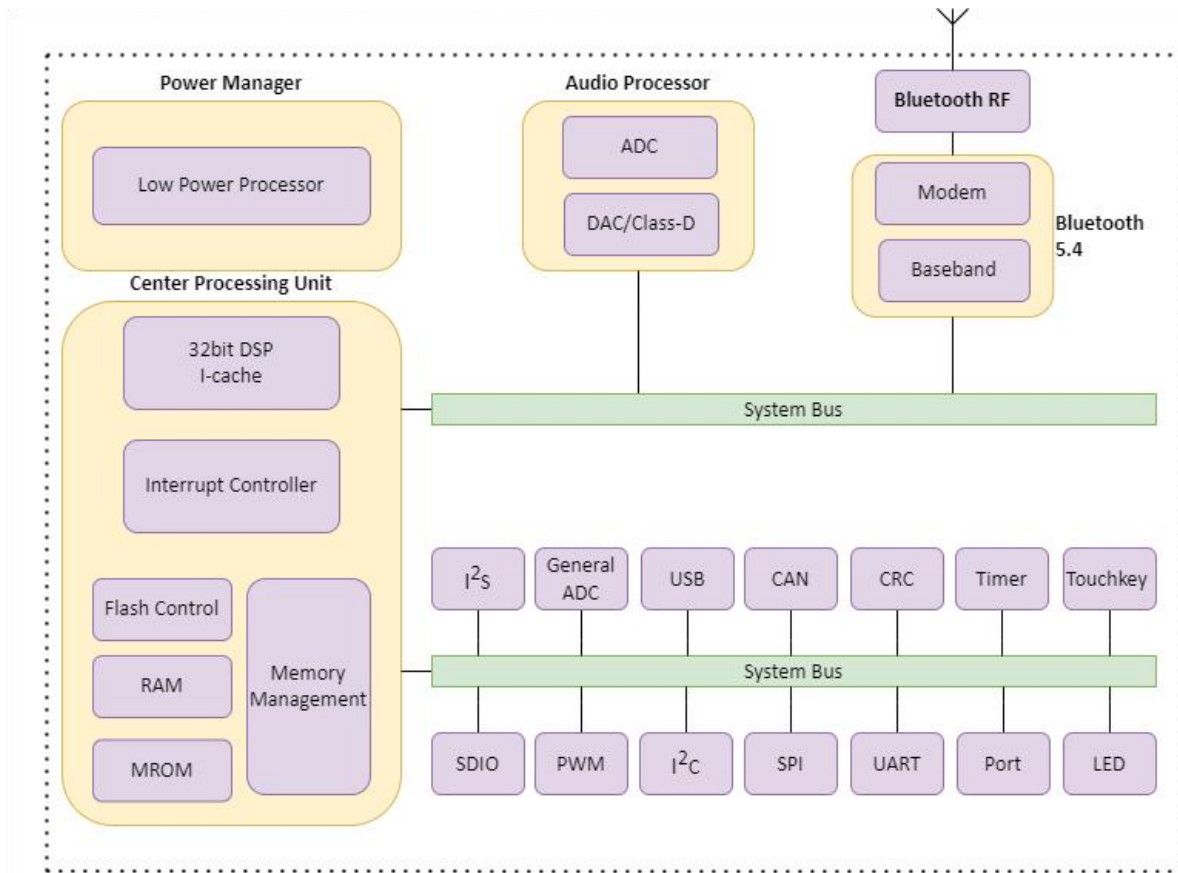 Power Manager
Low Power Processor
Audio Processor
ADC
DAC/Class-D
Bluetooth RF
Modem
Baseband
Bluetooth
5.4
Center Processing Unit
32bit DSP
I-cache
Interrupt Controller
Flash Control
RAM
MROM
Memory
Management
System Bus
I²S
General
ADC
USB
CAN
CRC
Timer
Touchkey
System Bus
SDIO
PWM
I²C
SPI
UART
Port
LED